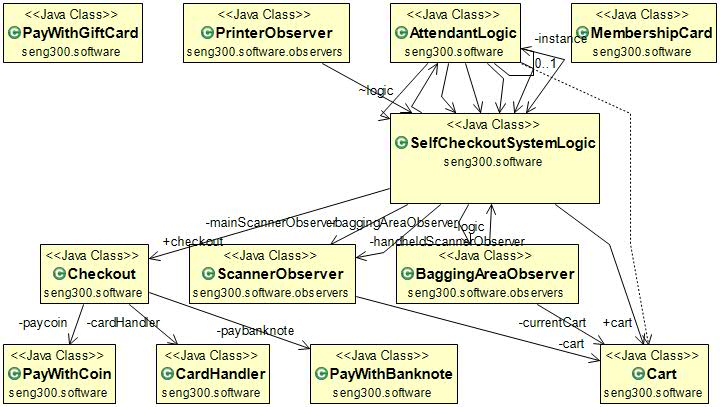 <<Java Class>>
PayWithGiftCard
seng300.software
<<Java Class>>
PrinterObserver
seng300.software.observers
<<Java Class>>
AttendantLogic
seng300.software
-instance
0..1
<<Java Class>>
MembershipCard
seng300.software
~logic
<<Java Class>>
SelfCheckoutSystemLogic
seng300.software
-mainScannerObserver
-baggingAreaObserver
-logic
+checkout
-handheldScannerObserver
<<Java Class>>
Checkout
seng300.software
<<Java Class>>
ScannerObserver
seng300.software.observers
<<Java Class>>
BaggingAreaObserver
seng300.software.observers
-paycoin
-cardHandler
-paybanknote
-currentCart
+cart
-cart
<<Java Class>>
PayWithCoin
seng300.software
<<Java Class>>
CardHandler
seng300.software
<<Java Class>>
PayWithBanknote
seng300.software
<<Java Class>>
Cart
seng300.software